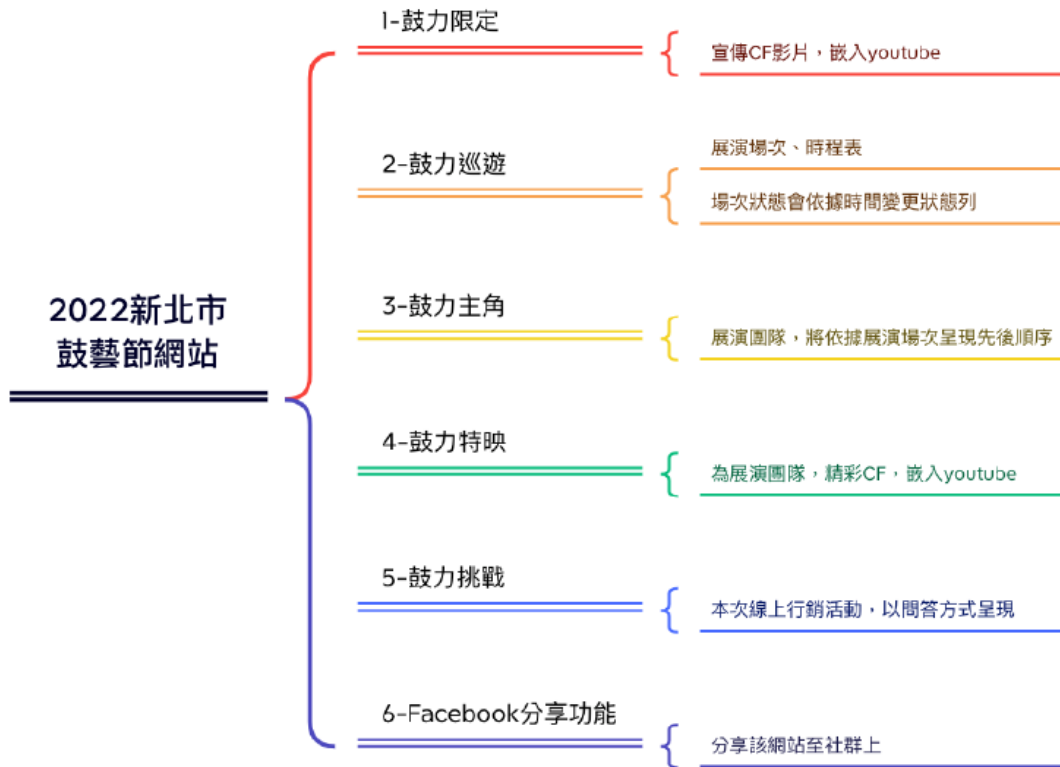 2022新北市
鼓藝節網站
1-鼓力限定
宣傳CF影片，嵌入youtube
2-鼓力巡遊
展演場次、時程表
場次狀態會依據時間變更狀態列
3-鼓力主角
展演團隊，將依據展演場次呈現先後順序
4-鼓力特映
為展演團隊，精彩CF，嵌入youtube
5-鼓力挑戰
本次線上行銷活動，以問答方式呈現
6-Facebook分享功能
分享該網站至社群上